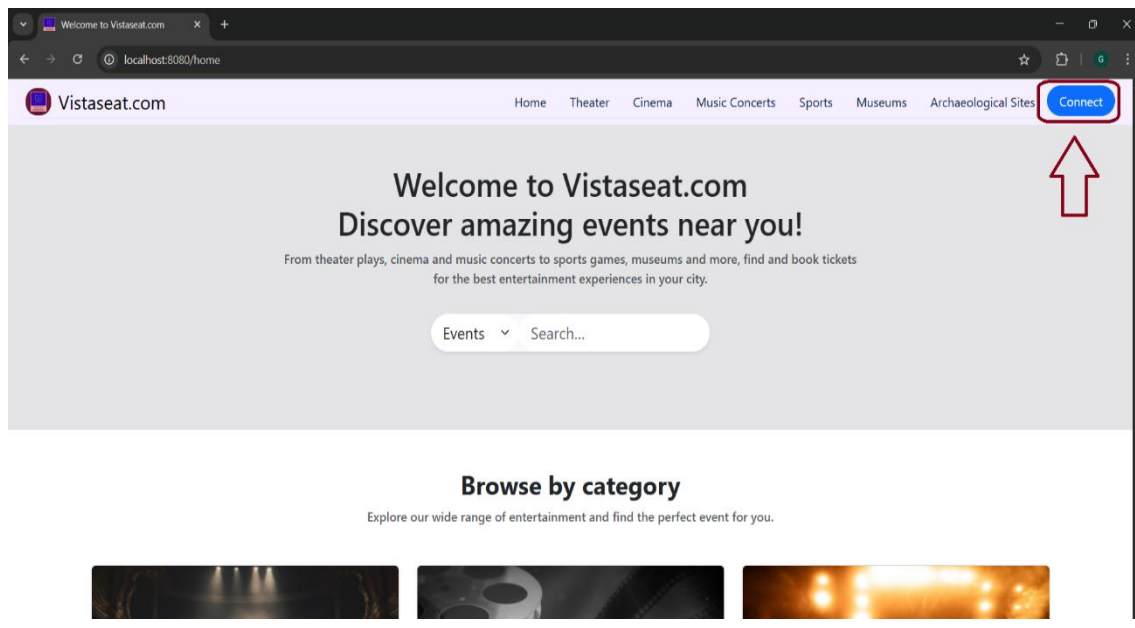 Welcome to Vistaseat.com
localhost:8080/home
G
Vistaseat.com
Home Theater Cinema Music Concerts Sports Museums Archaeological Sites Connect
Welcome to Vistaseat.com
Discover amazing events near you!
From theater plays, cinema and music concerts to sports games, museums and more, find and book tickets
for the best entertainment experiences in your city.
Events Search...
Browse by category
Explore our wide range of entertainment and find the perfect event for you.